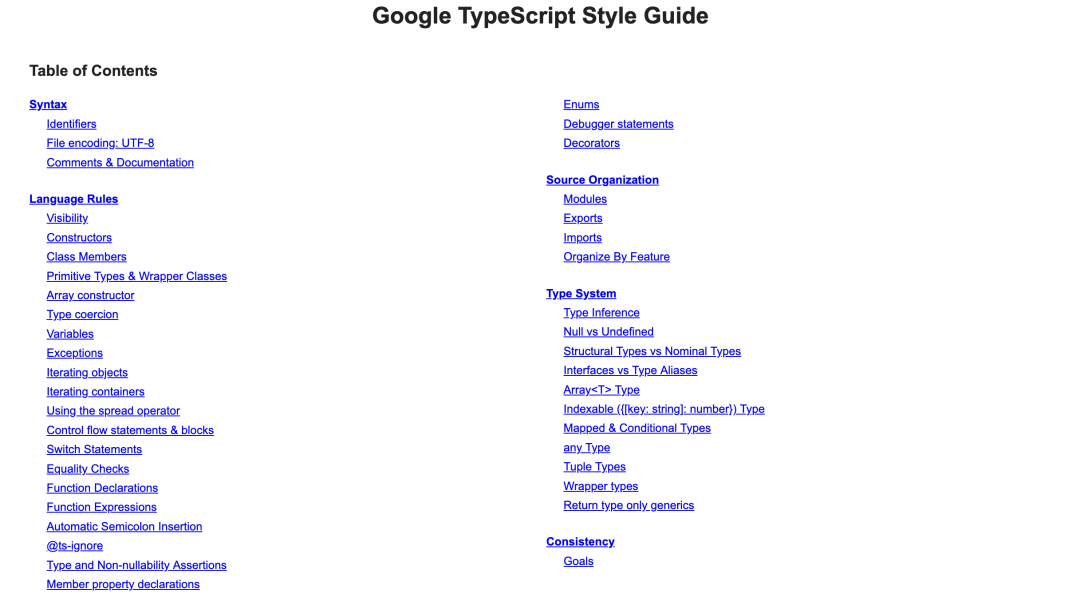 Google TypeScript Style Guide
Table of Contents
Syntax
Identifiers
File encoding: UTF-8
Comments & Documentation
Language Rules
Visibility
Constructors
Class Members
Primitive Types & Wrapper Classes
Array constructor
Type coercion
Variables
Exceptions
Iterating objects
Iterating containers
Using the spread operator
Control flow statements & blocks
Switch Statements
Equality Checks
Function Declarations
Function Expressions
Automatic Semicolon Insertion
@ts-ignore
Type and Non-nullability Assertions
Member property declarations
Enums
Debugger statements
Decorators
Source Organization
Modules
Exports
Imports
Organize By Feature
Type System
Type Inference
Null vs Undefined
Structural Types vs Nominal Types
Interfaces vs Type Aliases
Array<T> Type
Indexable ({[key: string]: number}) Type
Mapped & Conditional Types
any Type
Tuple Types
Wrapper types
Return type only generics
Consistency
Goals